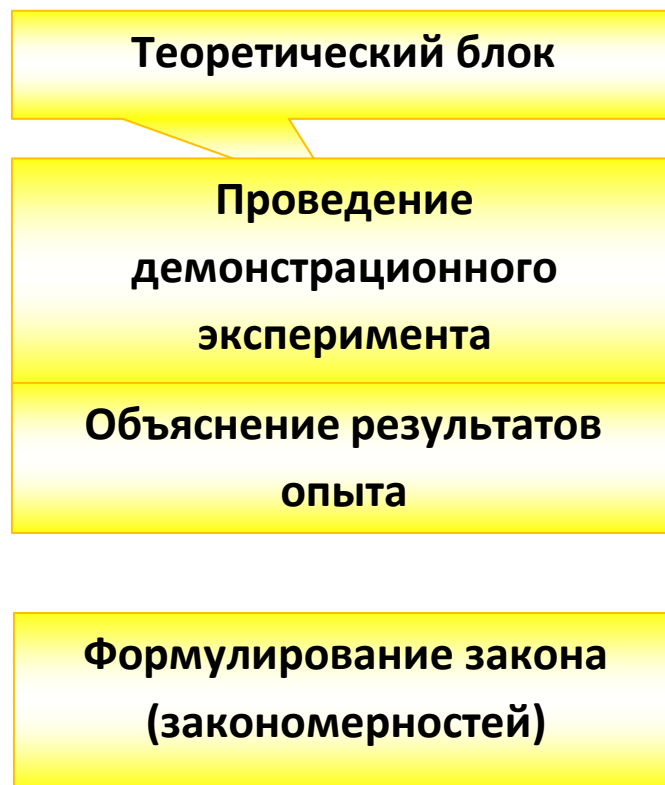 Теоретический блок
Проведение
демонстрационного
эксперимента
Объяснение результатов
опыта
Формулирование закона
(закономерностей)